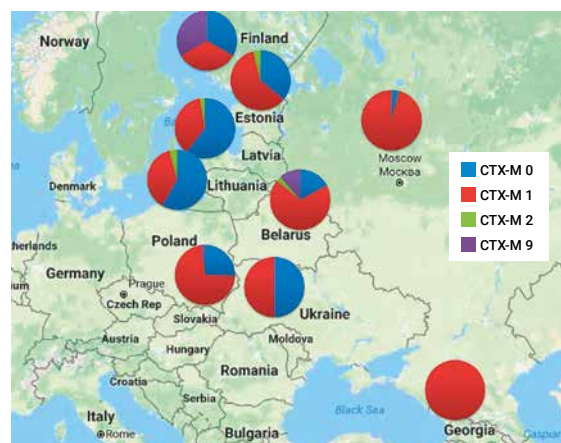 Norway
Finland
Estonia
Latvia
Moscow
Москва
CTX-M 0
CTX-M 1
CTX-M 2
CTX-M 9
Denmark
Lithuania
Belarus
Poland
Germany
Prague
Czech Rep
Ukraine
Slovakia
Austria
Moldova
Hungary
Romania
Croatia
Serbia
Italy
Rome
Bulgaria
Black Sea
Georgia